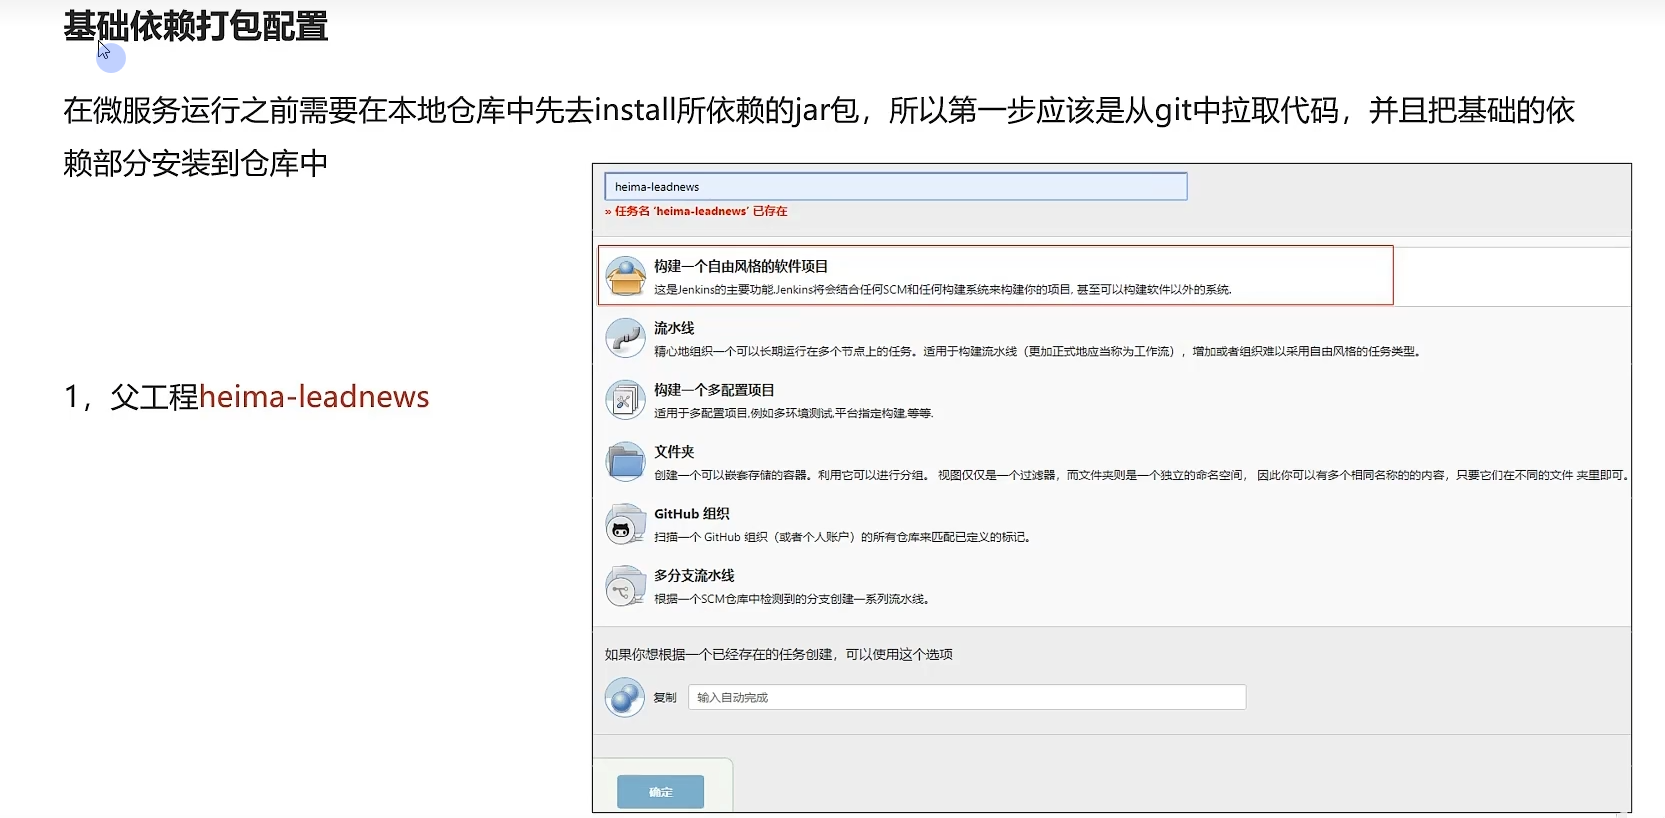 基础依赖打包配置
在微服务运行之前需要在本地仓库中先去install所依赖的jar包，所以第一步应该是从git中拉取代码，并且把基础的依
赖部分安装到仓库中
1，父工程heima-leadnews
heima-leadnews
» 任务名 ‘heima-leadnews’ 已存在
构建一个自由风格的软件项目
这是Jenkins的主要功能.Jenkins将会结合任何SCM和任何构建系统来构建你的项目, 甚至可以构建软件以外的系统.
流水线
精心地组织一个可以长期运行在多个节点上的任务。适用于构建流水线（更加正式地应当称为工作流），增加或者组织难以采用自由风格的任务类型。
构建一个多配置项目
适用于多配置项目,例如多环境测试,平台指定构建,等等.
文件夹
创建一个可以嵌套存储的容器。利用它可以进行分组。 视图仅仅是一个过滤器，而文件夹则是一个独立的命名空间， 因此你可以有多个相同名称的的内容，只要它们在不同的文件 夹里即可。
GitHub 组织
扫描一个 GitHub 组织（或者个人账户）的所有仓库来匹配已定义的标记。
多分支流水线
根据一个SCM仓库中检测到的分支创建一系列流水线。
如果你想根据一个已经存在的任务创建，可以使用这个选项
复制 输入自动完成
确定